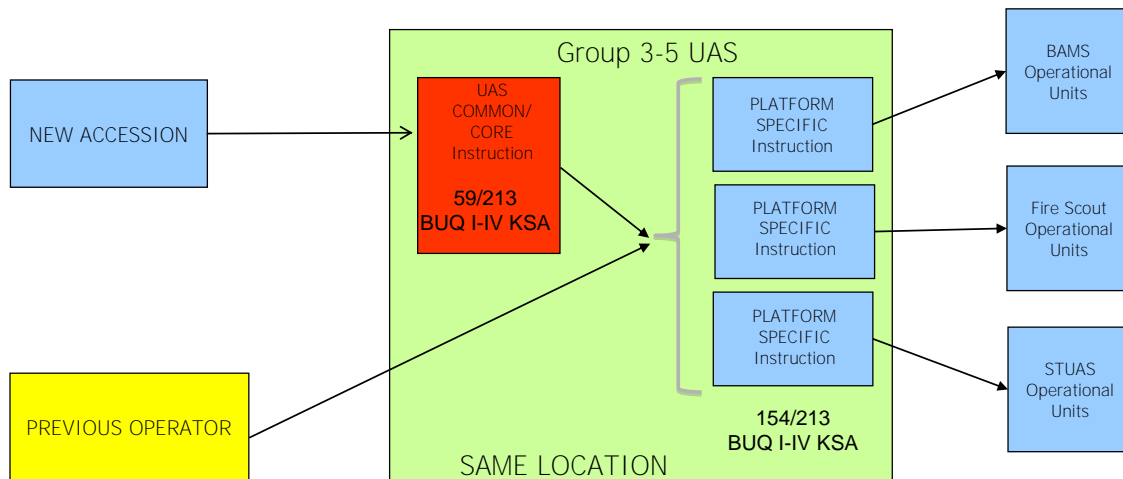 NEW ACCESSION
PREVIOUS OPERATOR
Group 3-5 UAS
UAS
COMMON/
CORE
Instruction
59/213
BUQ I-IV KSA
PLATFORM
SPECIFIC
Instruction
PLATFORM
SPECIFIC
Instruction
PLATFORM
SPECIFIC
Instruction
154/213
BUQ I-IV KSA
SAME LOCATION
BAMS
Operational
Units
Fire Scout
Operational
Units
STUAS
Operational
Units